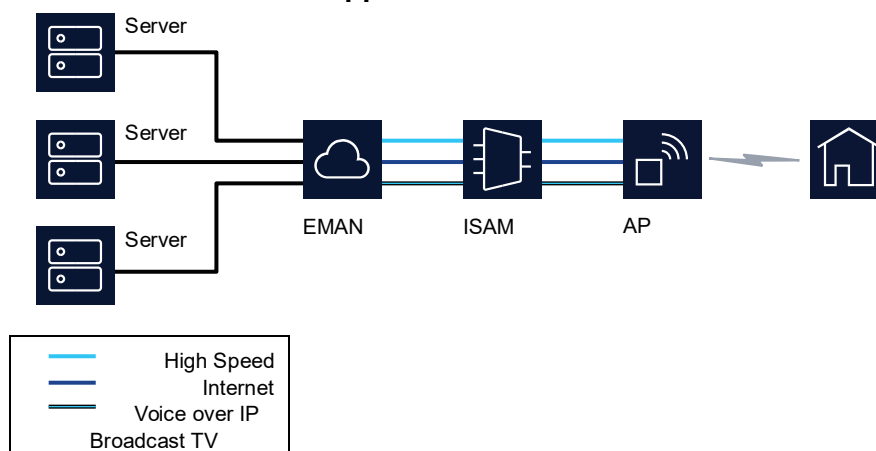 Server
Server
Server
EMAN ISAM AP
High Speed
Internet
Voice over IP
Broadcast TV